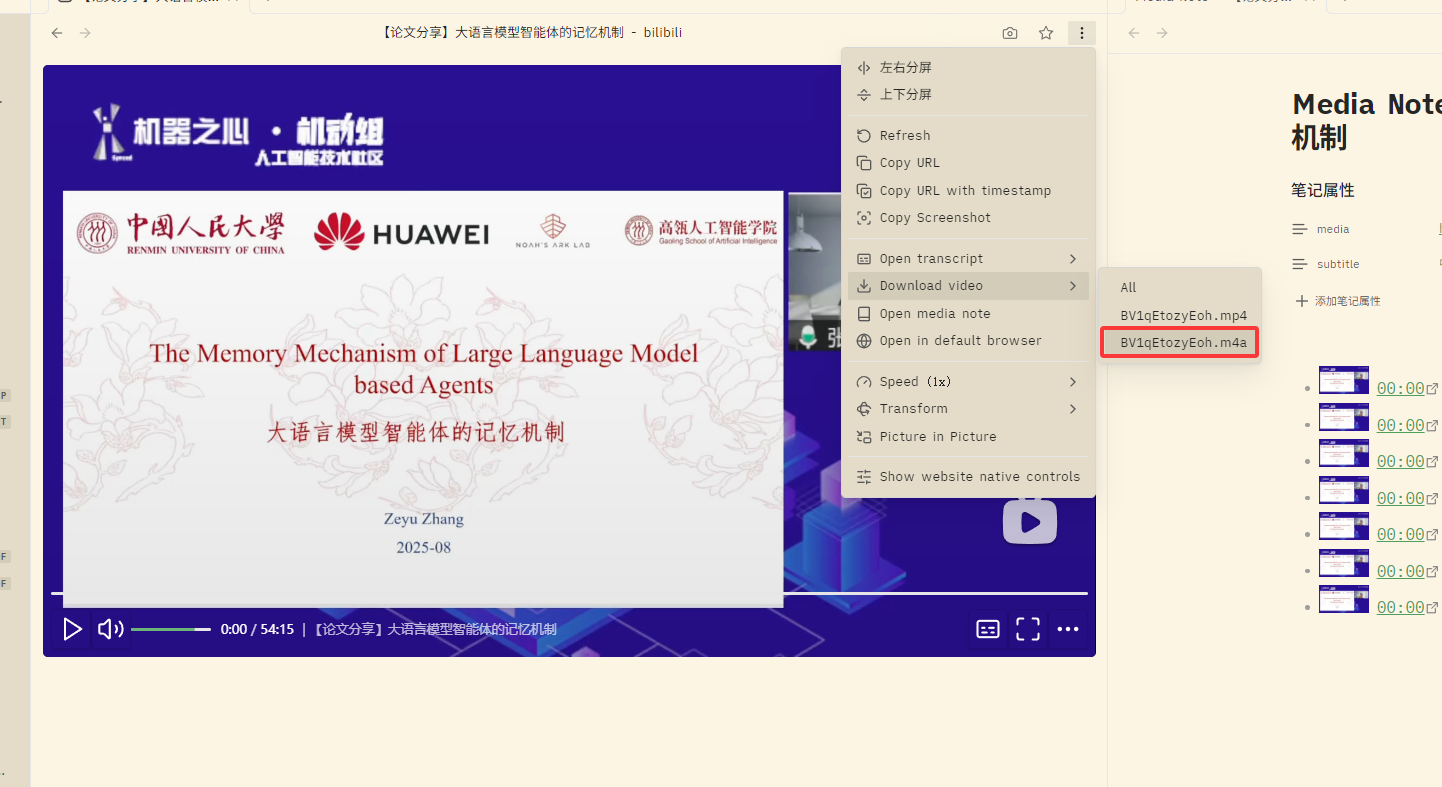 【论文分享】大语言模型智能体的记忆机制 - bilibili
机器之心·机动组
人工智能技术社区
Speed
中国人民大学
RENMIN UNIVERSITY OF CHINA
HUAWEI
NOAH'S ARK LAB
高瓴人工智能学院
Gaoling School of Artificial Intelligence
The Memory Mechanism of Large Language Model
based Agents
大语言模型智能体的记忆机制
Zeyu Zhang
2025-08
张
0:00 / 54:15 |【论文分享】大语言模型智能体的记忆机制
左右分屏
上下分屏
Refresh
Copy URL
Copy URL with timestamp
Copy Screenshot
Open transcript
Download video
Open media note
Open in default browser
Speed (1x)
Transform
Picture in Picture
Show website native controls
All
BV1qEtozyEoh.mp4
BV1qEtozyEoh.m4a
Media Note
机制
笔记属性
media
subtitle
添加笔记属性
00:00
00:00
00:00
00:00
00:00
00:00
00:00
P
T
F
F